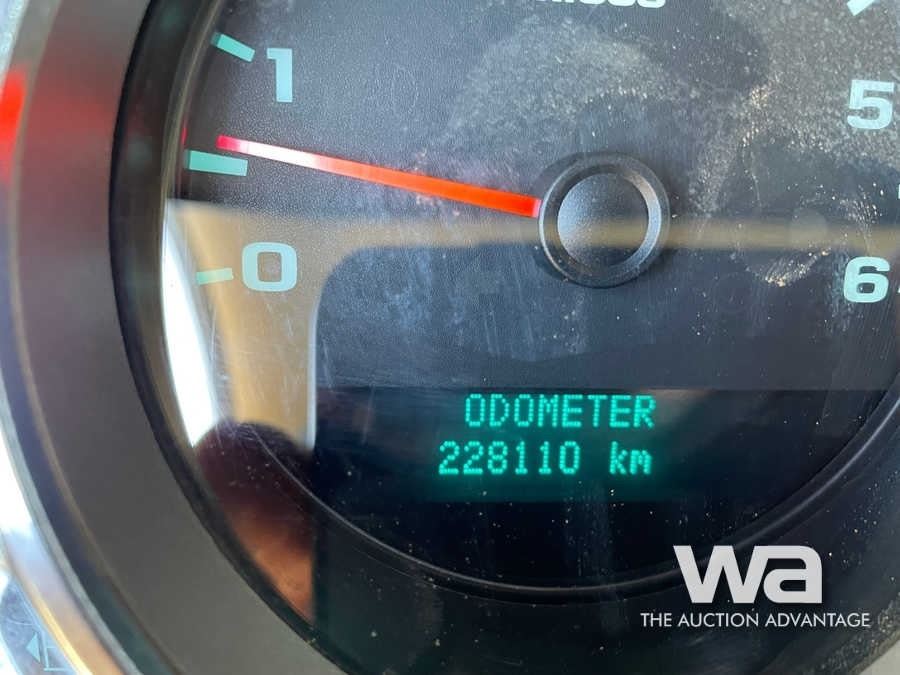 1
5
0
6
ODOMETER
228110 km
wa
THE AUCTION ADVANTAGE